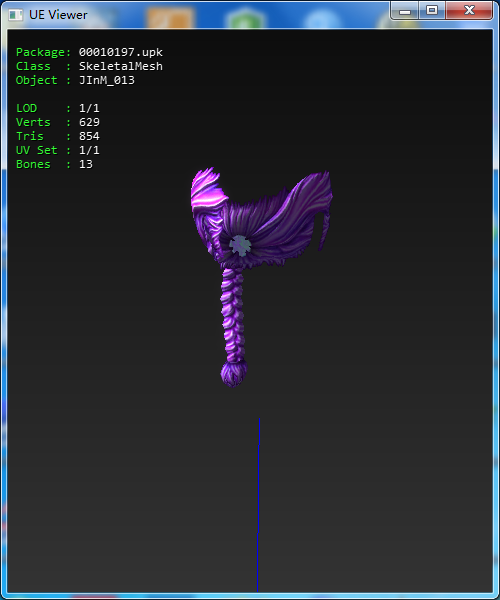 UE Viewer
Package: 00010197.upk
Class  : SkeletalMesh
Object : JInM_013
LOD    : 1/1
Verts  : 629
Tris   : 854
UV Set : 1/1
Bones  : 13